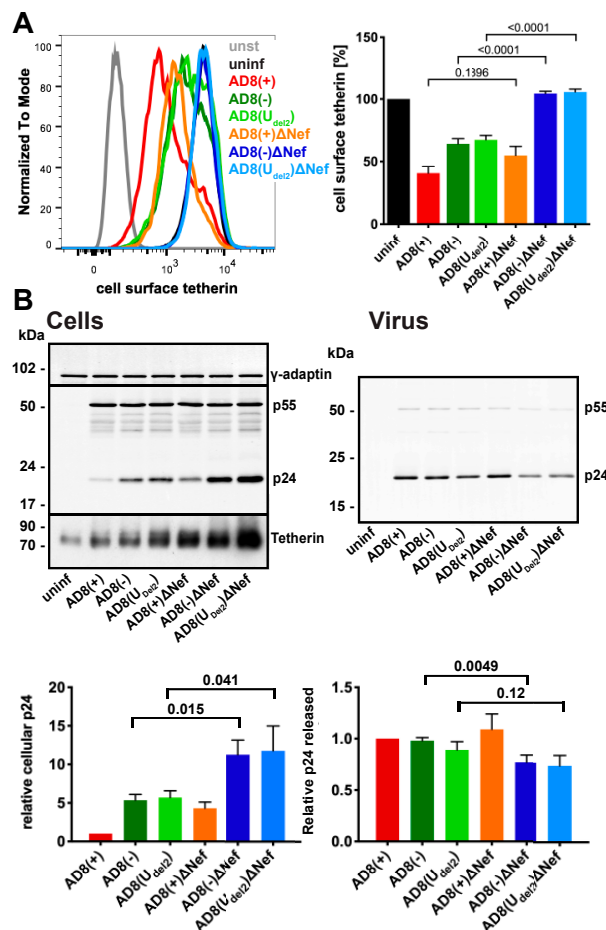 A
unst
uninf
AD8(+)
AD8(-)
AD8(Udel2)
AD8(+)ΔNef
AD8(-)ΔNef
AD8(Udel2)ΔNef
Normalized To Mode
100
80
60
40
20
0
0
10^3
10^4
cell surface tetherin
cell surface tetherin [%]
150
100
50
0
<0.0001
<0.0001
0.1396
uninf
AD8(+)
AD8(-)
AD8(Udel2)
AD8(+)ΔNef
AD8(-)ΔNef
AD8(Udel2)ΔNef
B
Cells
kDa
102 -
50 -
24 -
17 -
90 -
70 -
γ-adaptin
p55
p24
Tetherin
uninf
AD8(+)
AD8(-)
AD8(UDel2)
AD8(+)ΔNef
AD8(-)ΔNef
AD8(UDel2)ΔNef
Virus
kDa
50 -
25 -
15 -
p55
p24
uninf
AD8(+)
AD8(-)
AD8(UDel2)
AD8(+)ΔNef
AD8(-)ΔNef
AD8(UDel2)ΔNef
relative cellular p24
20
15
10
5
0
0.041
0.015
AD8(+)
AD8(-)
AD8(Udel2)
AD8(+)ΔNef
AD8(-)ΔNef
AD8(Udel2)ΔNef
Relative p24 released
1.5
1.0
0.5
0.0
0.0049
0.12
AD8(+)
AD8(-)
AD8(Udel2)
AD8(+)ΔNef
AD8(-)ΔNef
AD8(Udel2)ΔNef